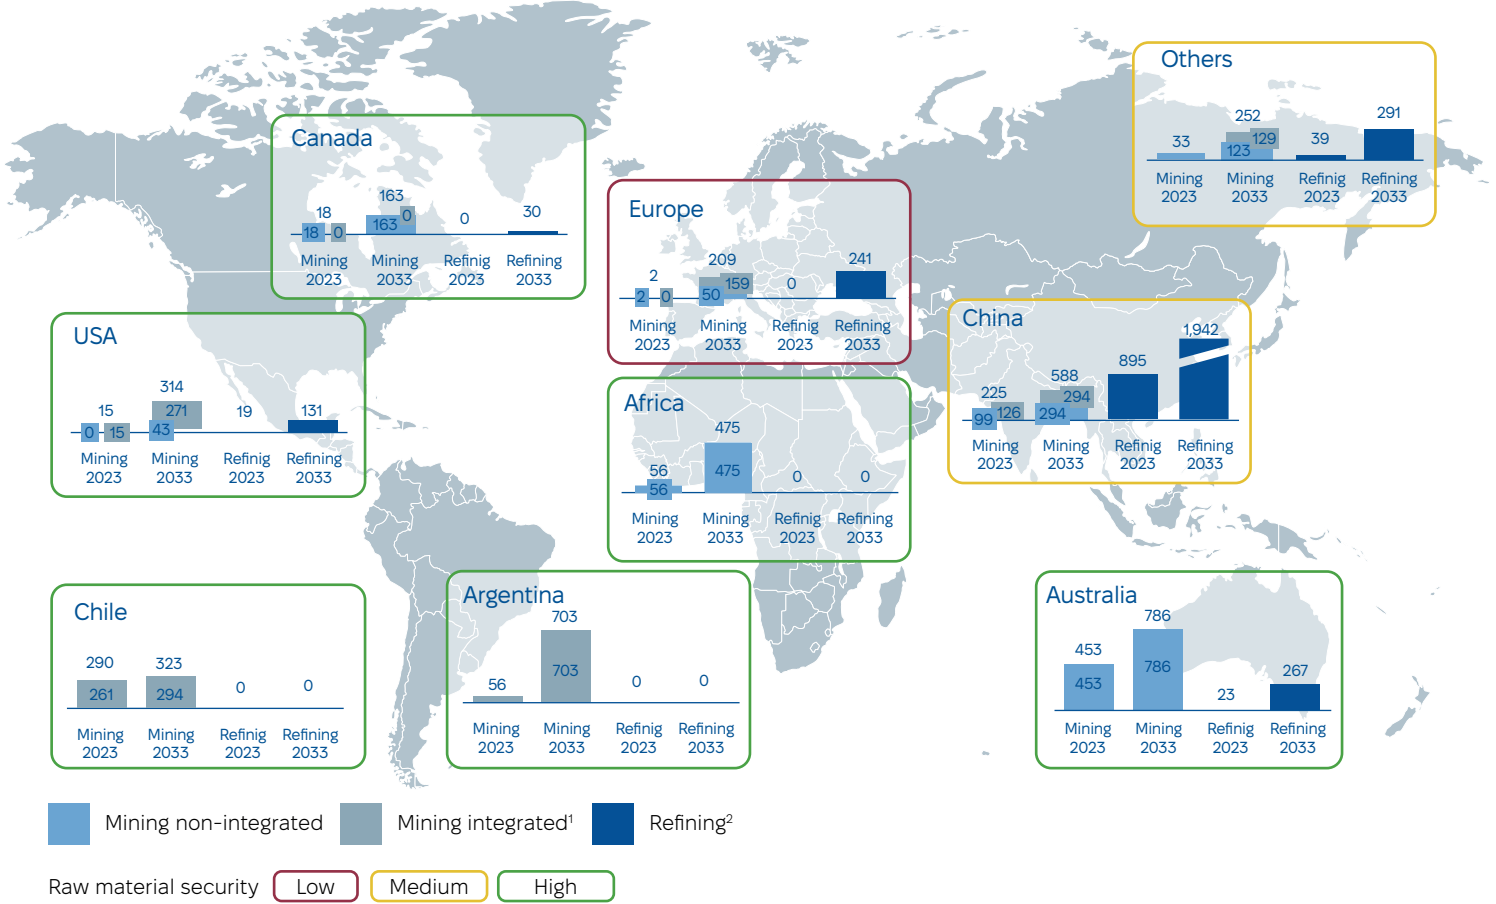 Canada
18
18
0
163
163
0
0
30
Mining
2023
Mining
2033
Refinig
2023
Refining
2033
Others
33
252
123
129
39
291
Mining
2023
Mining
2033
Refinig
2023
Refining
2033
Europe
2
2
0
209
50
159
0
241
Mining
2023
Mining
2033
Refinig
2023
Refining
2033
USA
15
0
15
314
271
43
19
131
Mining
2023
Mining
2033
Refinig
2023
Refining
2033
China
225
99
126
588
294
294
895
1,942
Mining
2023
Mining
2033
Refinig
2023
Refining
2033
Africa
56
56
475
475
0
0
Mining
2023
Mining
2033
Refinig
2023
Refining
2033
Chile
290
261
323
294
0
0
Mining
2023
Mining
2033
Refinig
2023
Refining
2033
Argentina
56
703
703
0
0
Mining
2023
Mining
2033
Refinig
2023
Refining
2033
Australia
453
453
786
786
23
267
Mining
2023
Mining
2033
Refinig
2023
Refining
2033
Mining non-integrated
Mining integrated¹
Refining²
Raw material security
Low
Medium
High